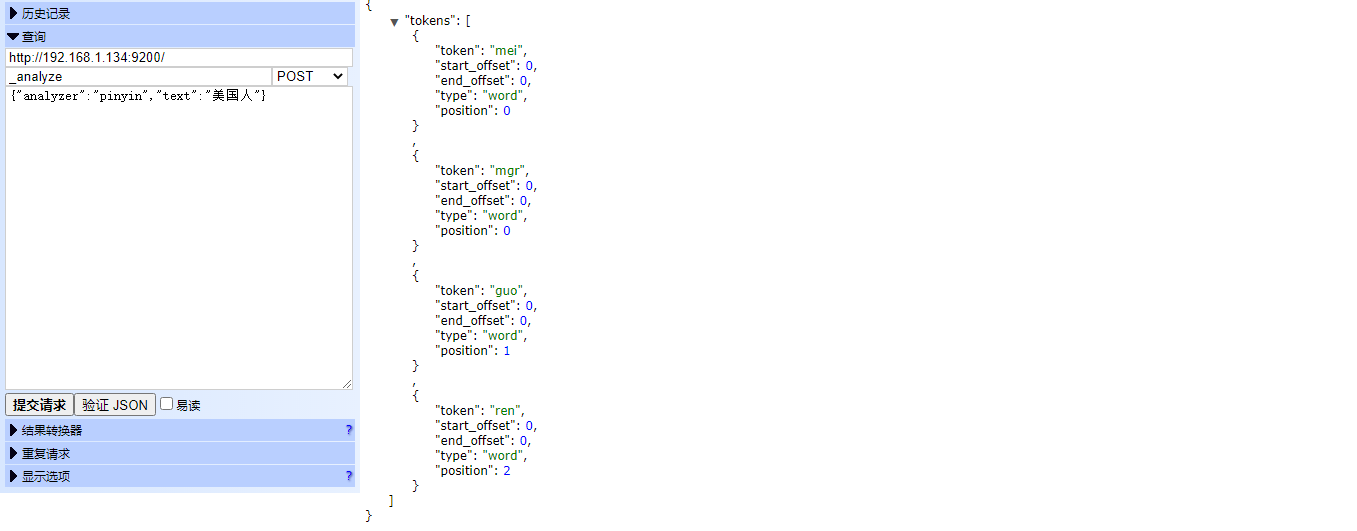 历史记录
查询
http://192.168.1.134:9200/
_analyze POST
{"analyzer":"pinyin","text":"美国人"}
提交请求 验证 JSON 易读
结果转换器 ?
重复请求
显示选项 ?
{
"tokens": [
{
"token": "mei",
"start_offset": 0,
"end_offset": 0,
"type": "word",
"position": 0
}
,
{
"token": "mgr",
"start_offset": 0,
"end_offset": 0,
"type": "word",
"position": 0
}
,
{
"token": "guo",
"start_offset": 0,
"end_offset": 0,
"type": "word",
"position": 1
}
,
{
"token": "ren",
"start_offset": 0,
"end_offset": 0,
"type": "word",
"position": 2
}
]
}